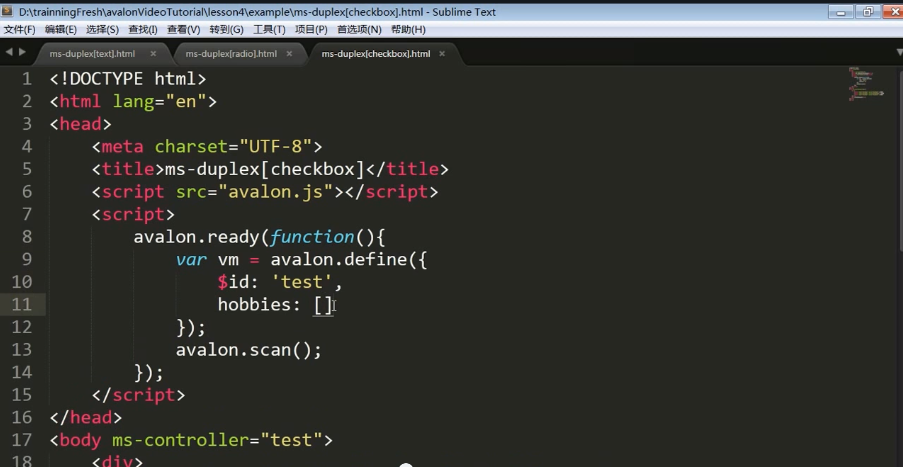 D:\trainningFresh\avalonVideoTutorial\lesson4\example\ms-duplex[checkbox].html - Sublime Text
文件(F) 编辑(E) 选择(S) 查找(I) 查看(V) 转到(G) 工具(T) 项目(P) 首选项(N) 帮助(H)
ms-duplex[text].html × ms-duplex[radio].html × ms-duplex[checkbox].html ×
1 <!DOCTYPE html>
2 <html lang="en">
3 <head>
4 <meta charset="UTF-8">
5 <title>ms-duplex[checkbox]</title>
6 <script src="avalon.js"></script>
7 <script>
8 avalon.ready(function(){
9 var vm = avalon.define({
10 $id: 'test',
11 hobbies: []
12 });
13 avalon.scan();
14 });
15 </script>
16 </head>
17 <body ms-controller="test">
18 <div>